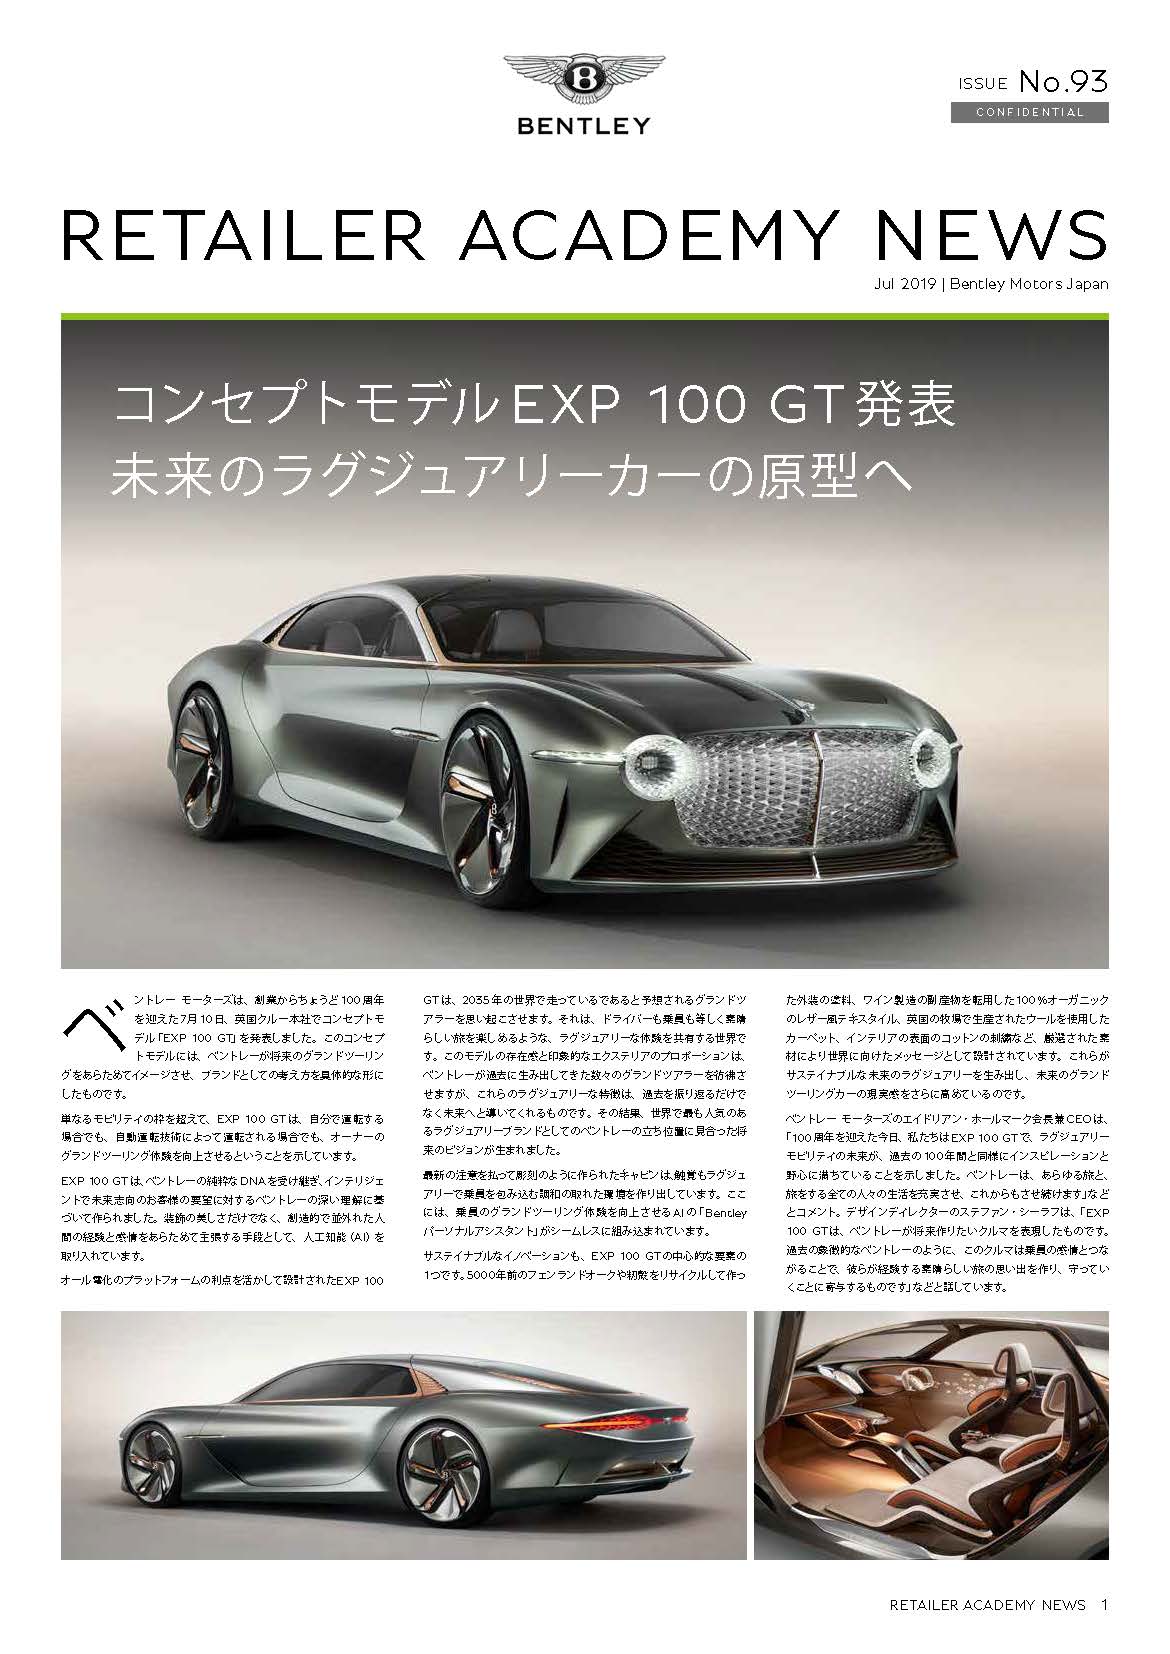 BENTLEY
ISSUE No.93
CONFIDENTIAL
RETAILER ACADEMY NEWS
Jul 2019 | Bentley Motors Japan
コンセプトモデルEXP 100 GT発表
未来のラグジュアリーカーの原型へ
ベントレー モーターズは、創業からちょうど100周年
を迎えた7月10日、英国クルー本社でコンセプトモ
デル「EXP 100 GT」を発表しました。このコンセプ
トモデルには、ベントレーが将来のグランドツーリン
グをあらためてイメージさせ、ブランドとしての考え方を具体的な形に
したものです。
単なるモビリティの枠を超えて、EXP 100 GTは、自分で運転する
場合でも、自動運転技術によって運転される場合でも、オーナーの
グランドツーリング体験を向上させるということを示しています。
EXP 100 GTは、ベントレーの純粋なDNAを受け継ぎ、インテリジェ
ントで未来志向のお客様の要望に対するベントレーの深い理解に基
づいて作られました。装飾の美しさだけでなく、創造的で並外れた人
間の経験と感情をあらためて主張する手段として、人工知能（AI）を
取り入れています。
オール電化のプラットフォームの利点を活かして設計されたEXP 100
GTは、2035年の世界で走っているであると予想されるグランドツ
アラーを思い起こさせます。それは、ドライバーも乗員も等しく素晴
らしい旅を楽しめるような、ラグジュアリーな体験を共有する世界で
す。このモデルの存在感と印象的なエクステリアのプロポーションは、
ベントレーが過去に生み出してきた数々のグランドツアラーを彷彿さ
せますが、これらのラグジュアリーな特徴は、過去を振り返るだけで
なく未来へと導いてくれるものです。その結果、世界で最も人気のあ
るラグジュアリーブランドとしてのベントレーの立ち位置に見合った将
来のビジョンが生まれました。
最新の注意を払って彫刻のように作られたキャビンは、触覚もラグジュ
アリーで乗員を包み込む調和の取れた環境を作り出しています。ここ
には、乗員のグランドツーリング体験を向上させるAIの「Bentley
パーソナルアシスタント」がシームレスに組み込まれています。
サステイナブルなイノベーションも、EXP 100 GTの中心的な要素の
1つです。5000年前のフェンランドオークや籾殻をリサイクルして作っ
た外装の塗料、ワイン製造の副産物を転用した100%オーガニック
のレザー風テキスタイル、英国の牧場で生産されたウールを使用した
カーペット、インテリアの表面のコットンの刺繍など、厳選された素
材により世界に向けたメッセージとして設計されています。これらが
サステイナブルな未来のラグジュアリーを生み出し、未来のグランド
ツーリングカーの現実感をさらに高めているのです。
ベントレー モーターズのエイドリアン・ホールマーク会長兼CEOは、
「100周年を迎えた今日、私たちはEXP 100 GTで、ラグジュアリー
モビリティの未来が、過去の100年間と同様にインスピレーションと
野心に満ちていることを示しました。ベントレーは、あらゆる旅と、
旅をする全ての人々の生活を充実させ、これからもさせ続けます」など
とコメント。デザインディレクターのステファン・シーラフは、「EXP
100 GTは、ベントレーが将来作りたいクルマを表現したものです。
過去の象徴的なベントレーのように、このクルマは乗員の感情とつな
がることで、彼らが経験する素晴らしい旅の思い出を作り、守ってい
くことに寄与するものです」などと話しています。
RETAILER ACADEMY NEWS 1